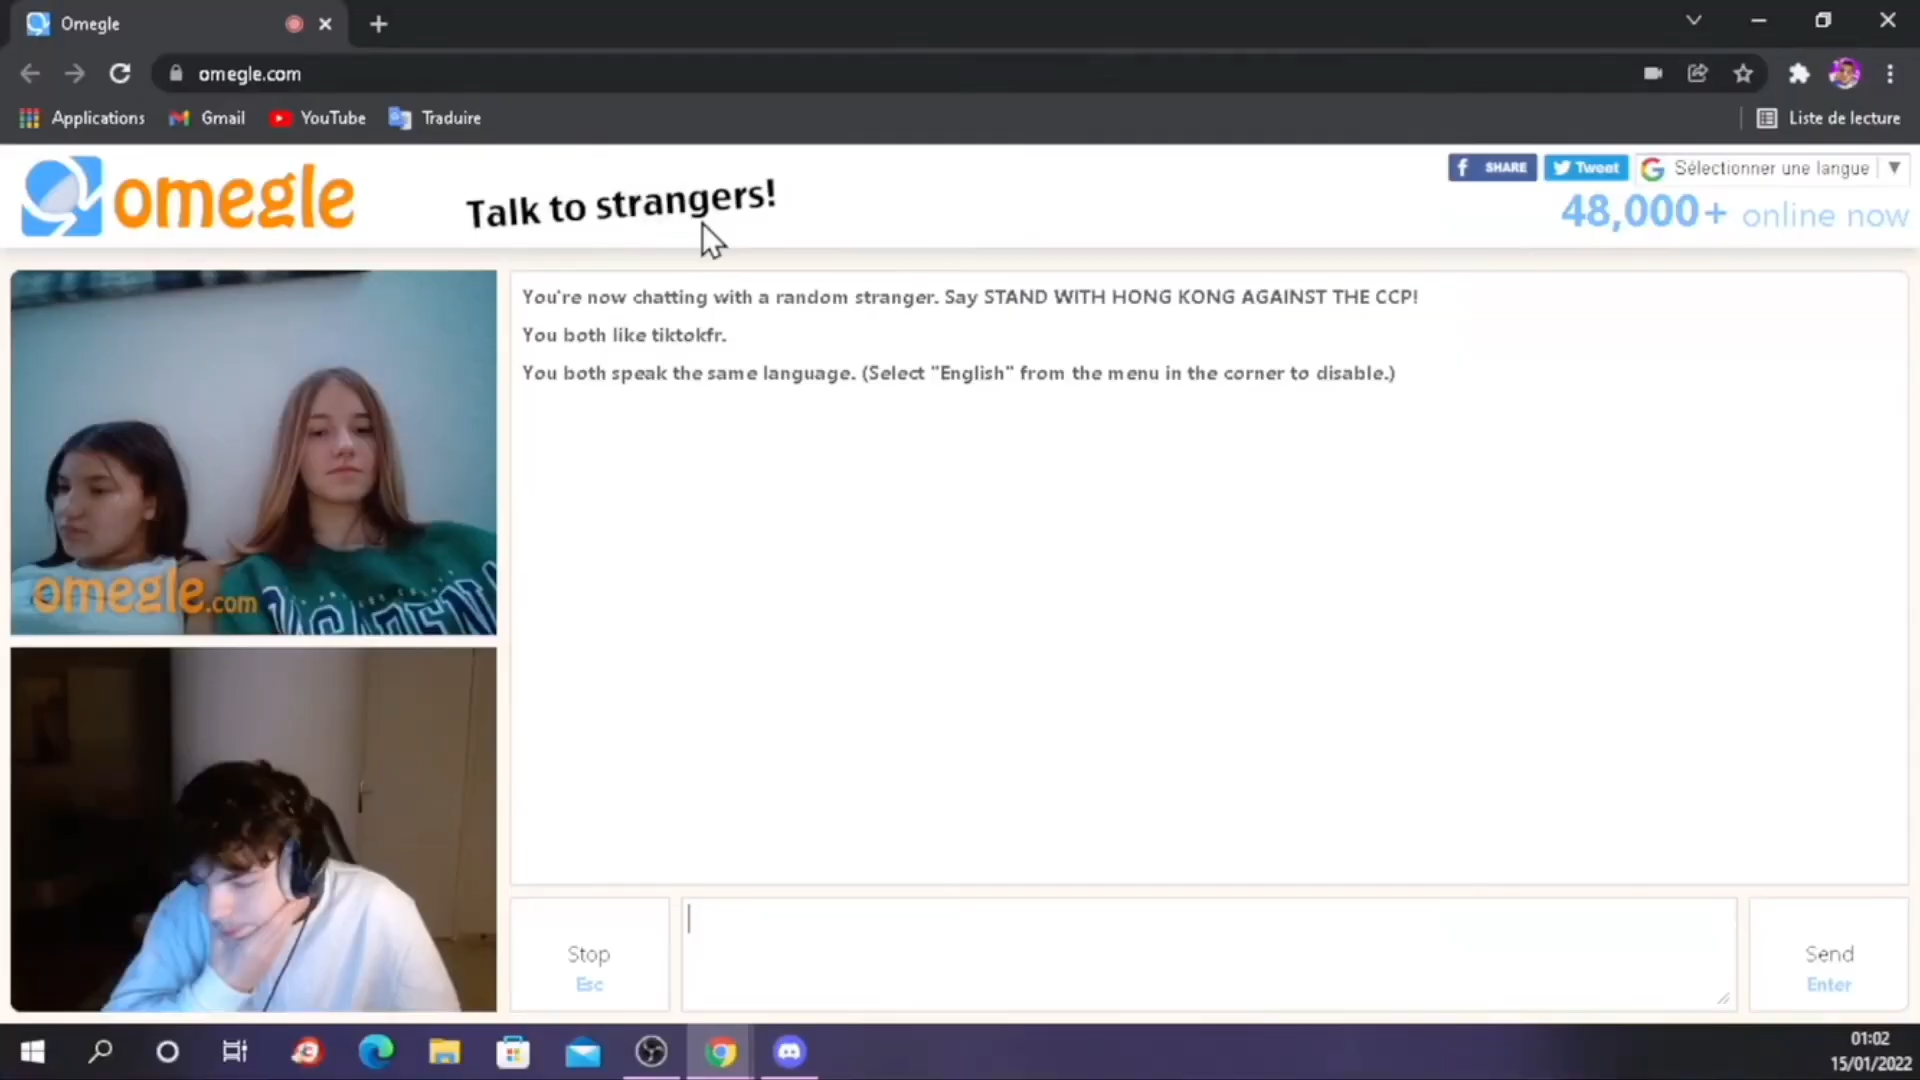 Omegle
omegle.com
Applications
Gmail
YouTube
Traduire
Liste de lecture
omegle
Talk to strangers!
SHARE
Tweet
Sélectionner une langue
48,000+ online now
You're now chatting with a random stranger. Say STAND WITH HONG KONG AGAINST THE CCP!
You both like tiktokfr.
You both speak the same language. (Select "English" from the menu in the corner to disable.)
omegle.com
Stop
Esc
Send
Enter
01:02
15/01/2022